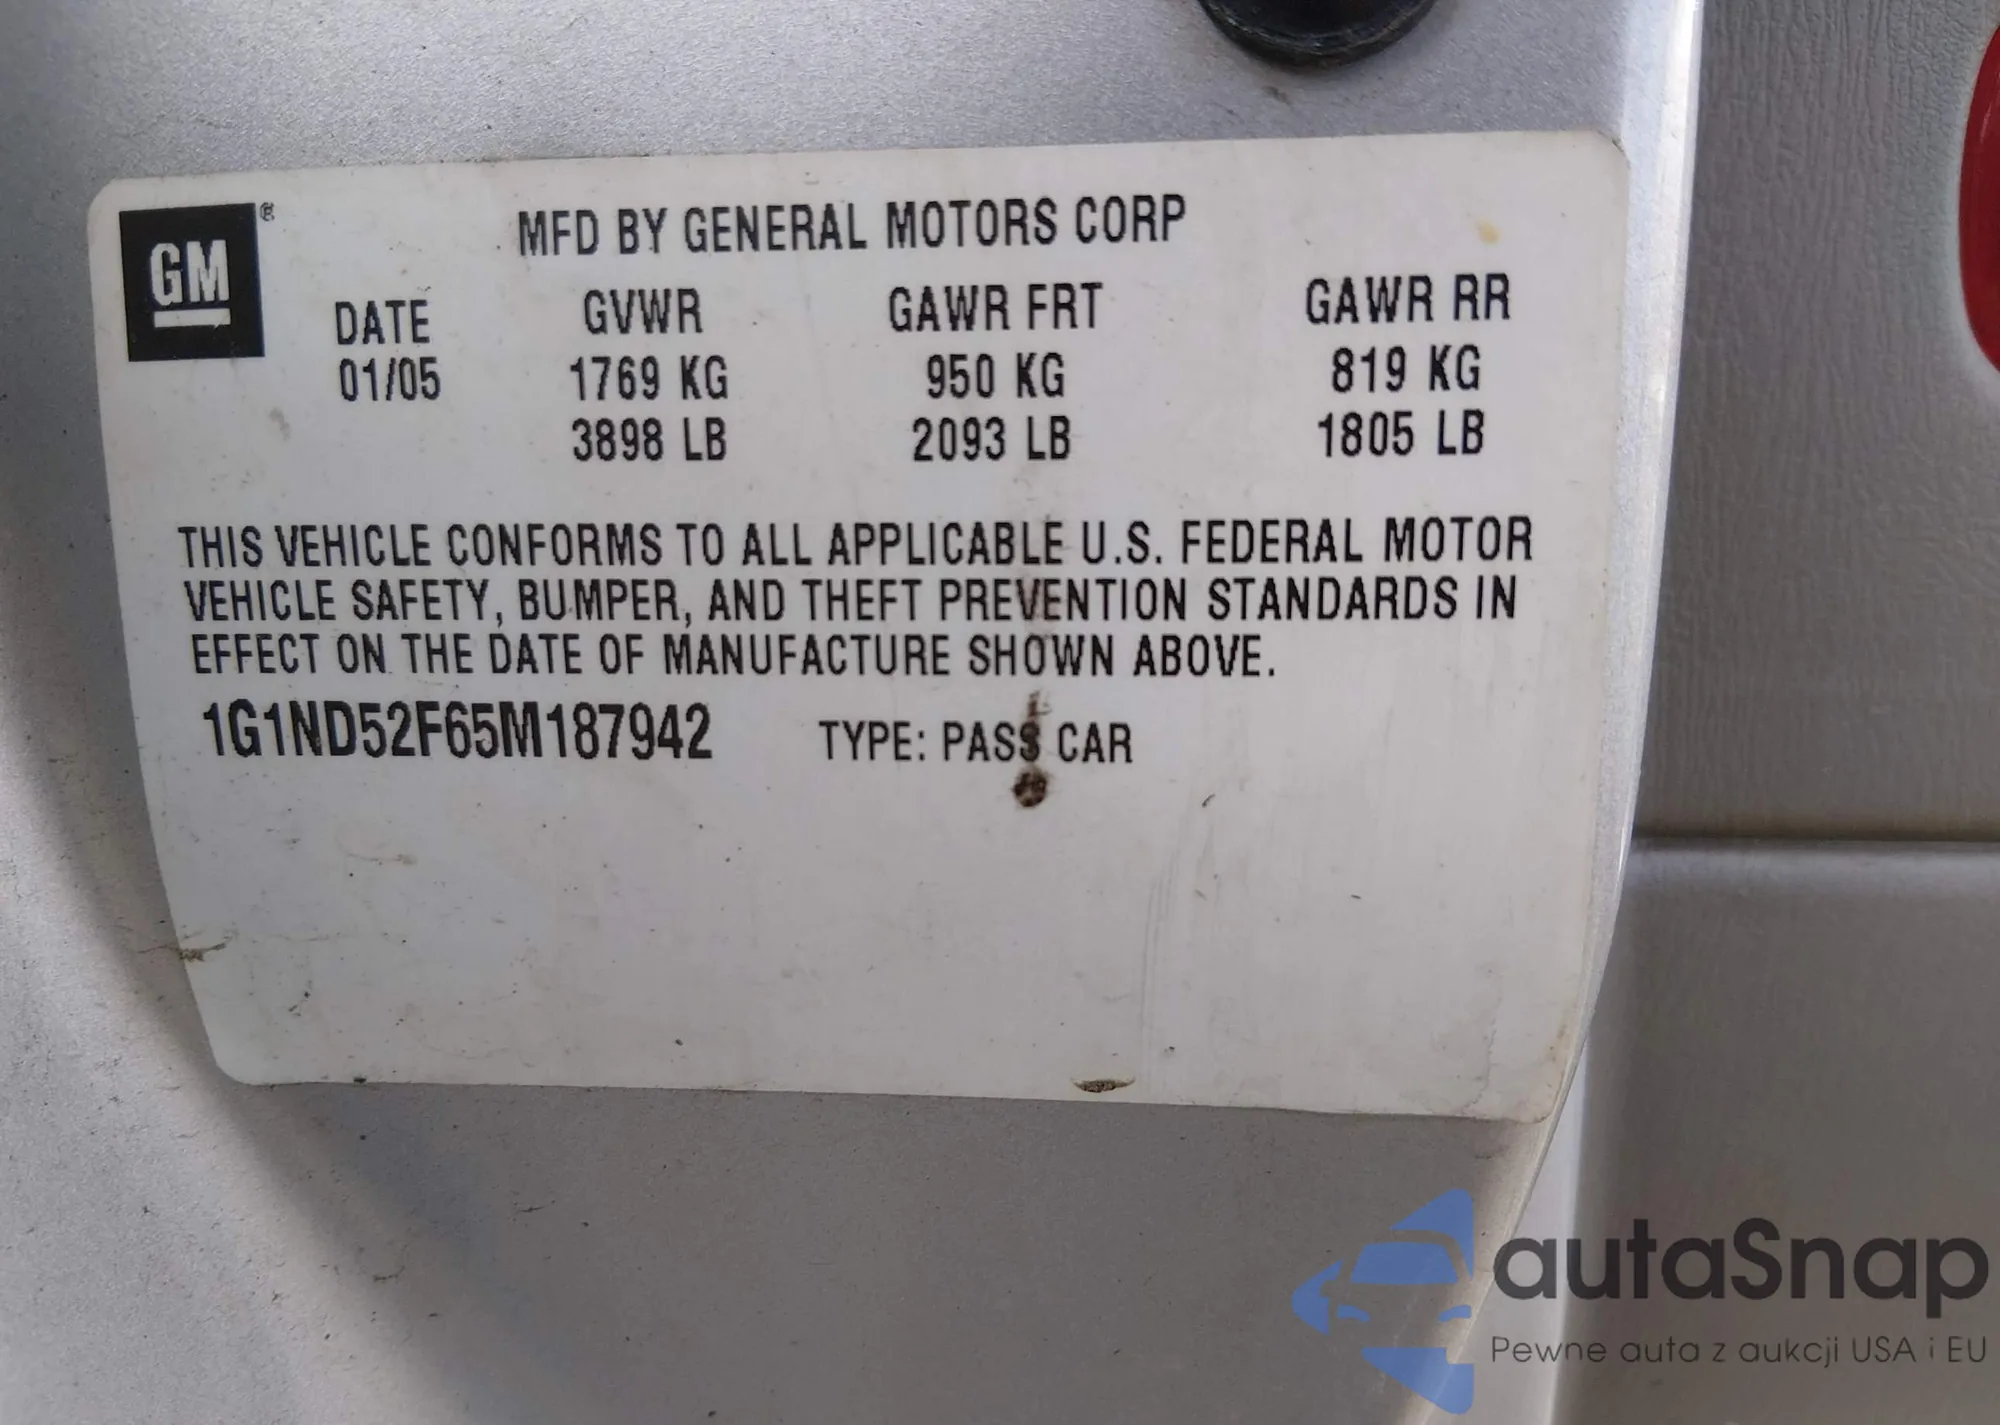 GM®
MFD BY GENERAL MOTORS CORP
DATE GVWR GAWR FRT GAWR RR
01/05 1769 KG 950 KG 819 KG
3898 LB 2093 LB 1805 LB
THIS VEHICLE CONFORMS TO ALL APPLICABLE U.S. FEDERAL MOTOR
VEHICLE SAFETY, BUMPER, AND THEFT PREVENTION STANDARDS IN
EFFECT ON THE DATE OF MANUFACTURE SHOWN ABOVE.
1G1ND52F65M187942 TYPE: PASS CAR
autaSnap
Pewne auta z aukcji USA i EU